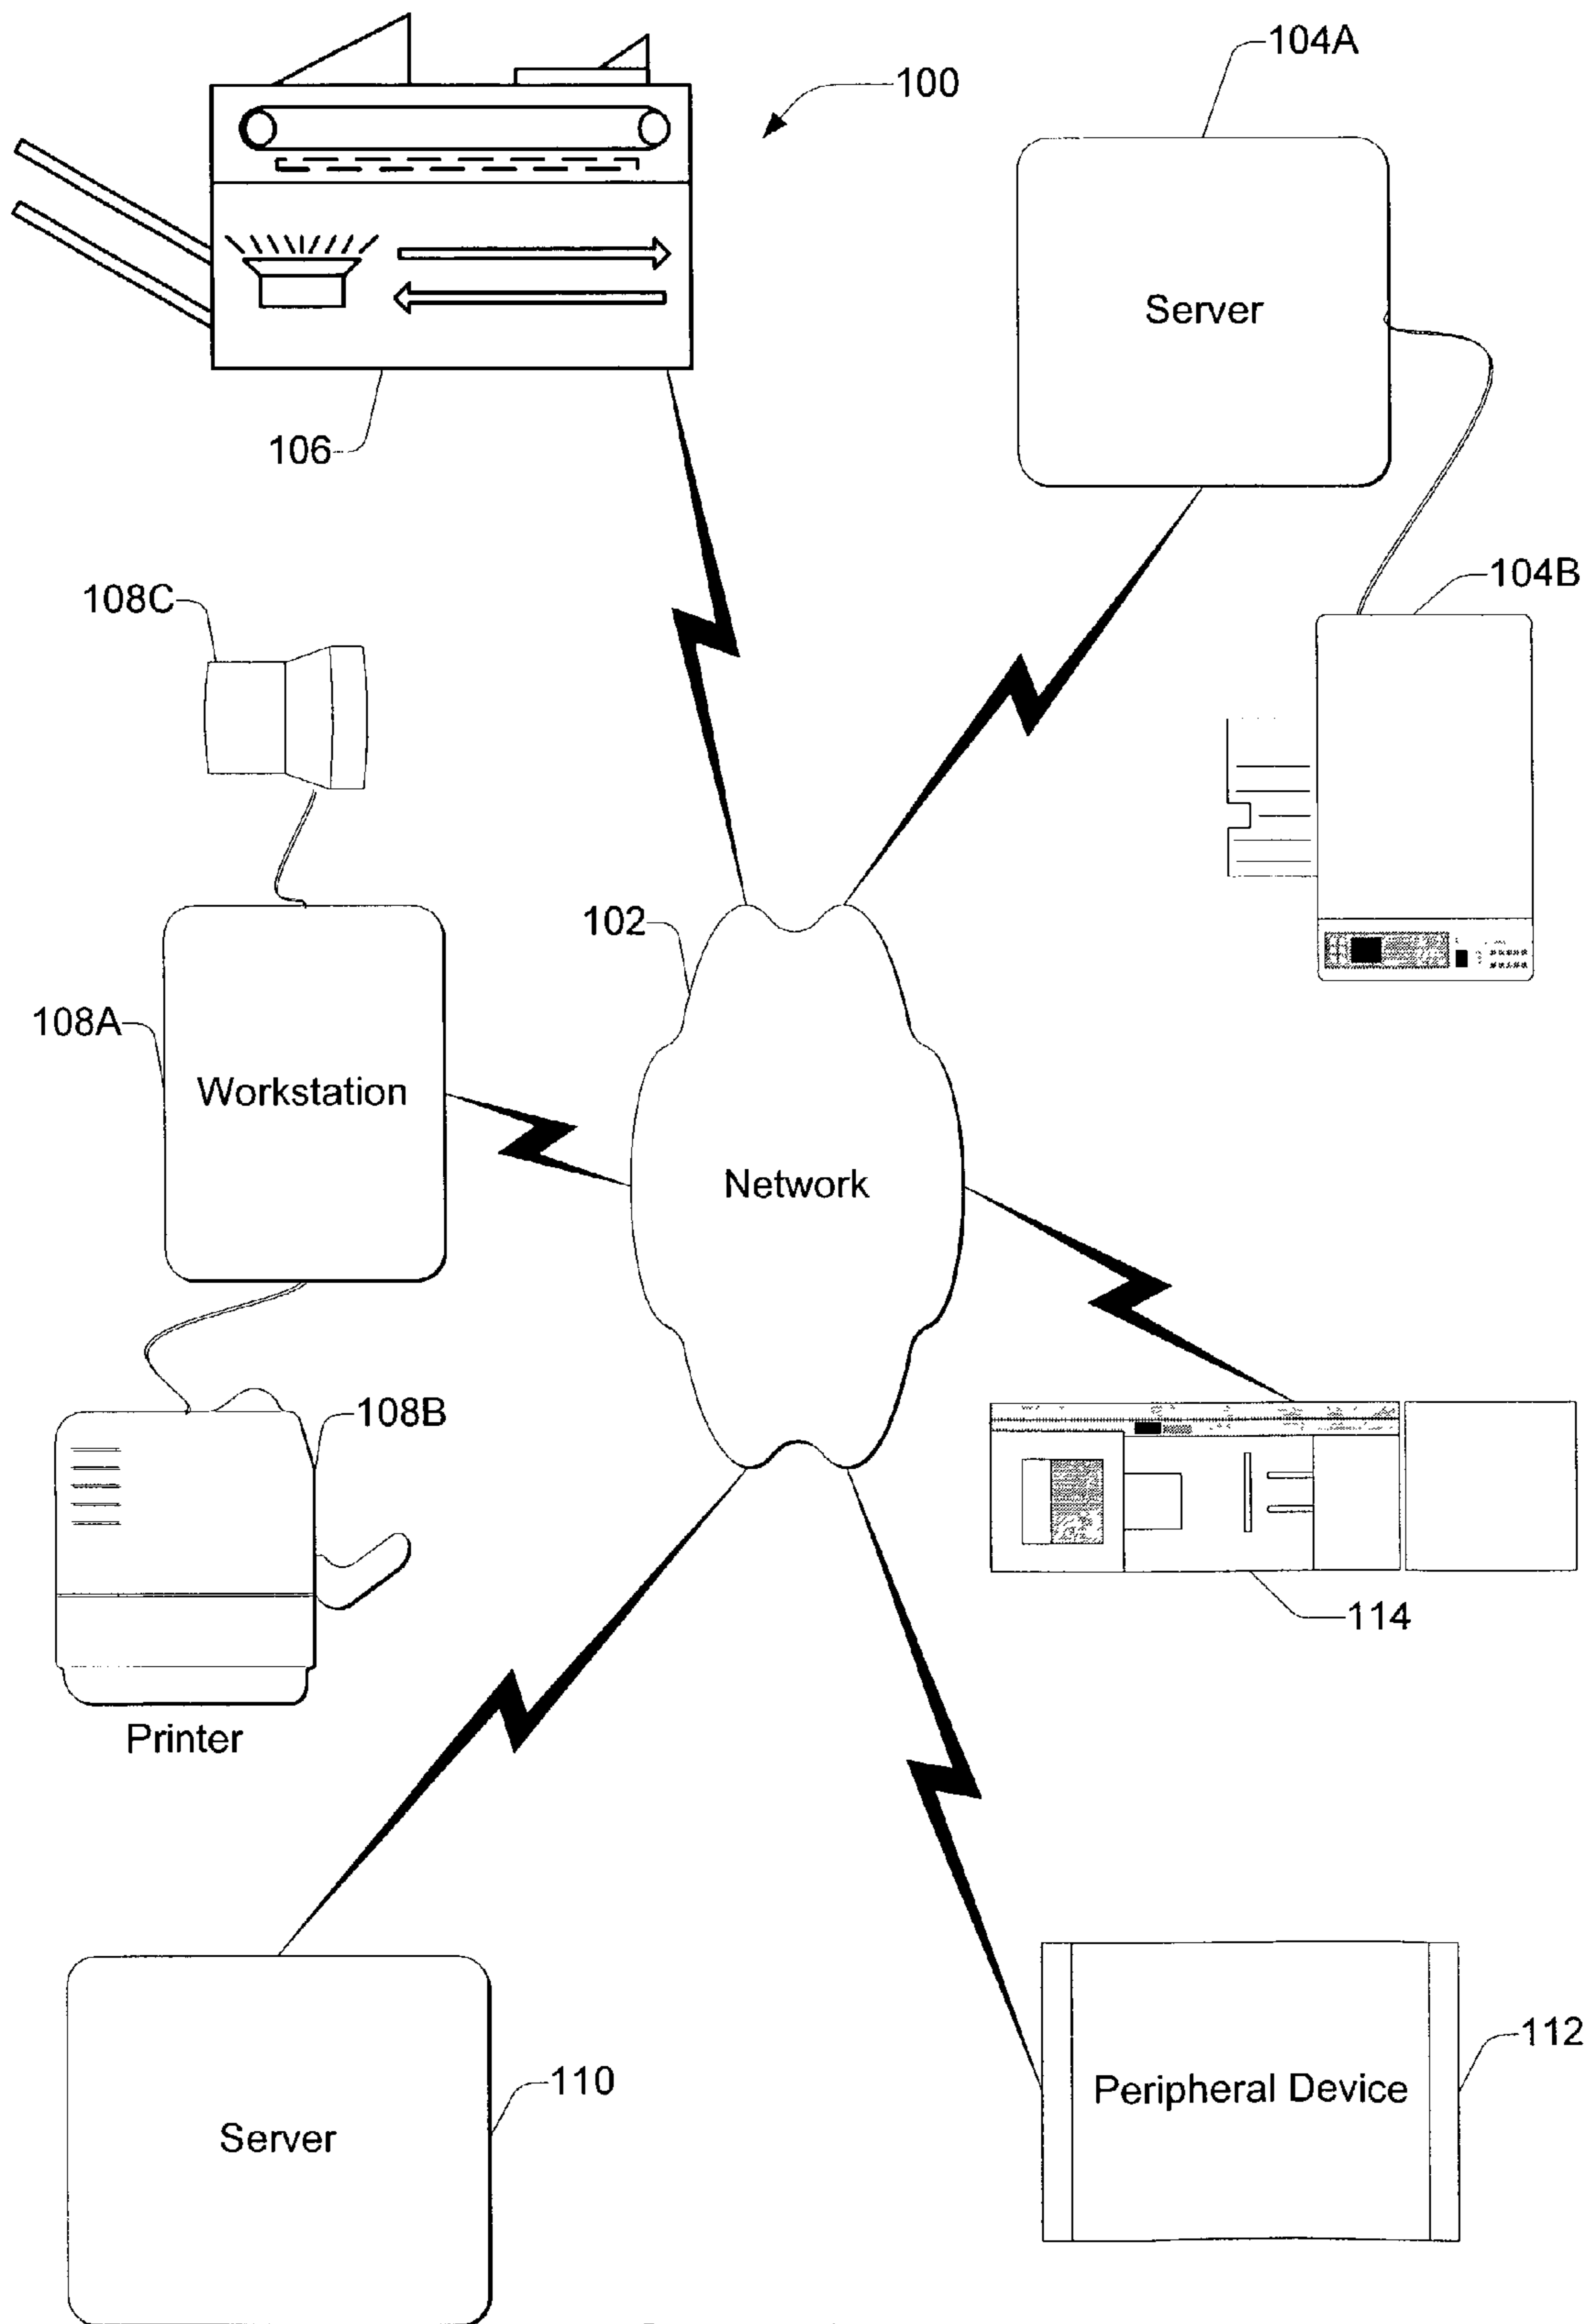 104A
100
Server
106
104B
108C
102
108A
Workstation
Network
108B
114
Printer
112
110
Peripheral Device
Server